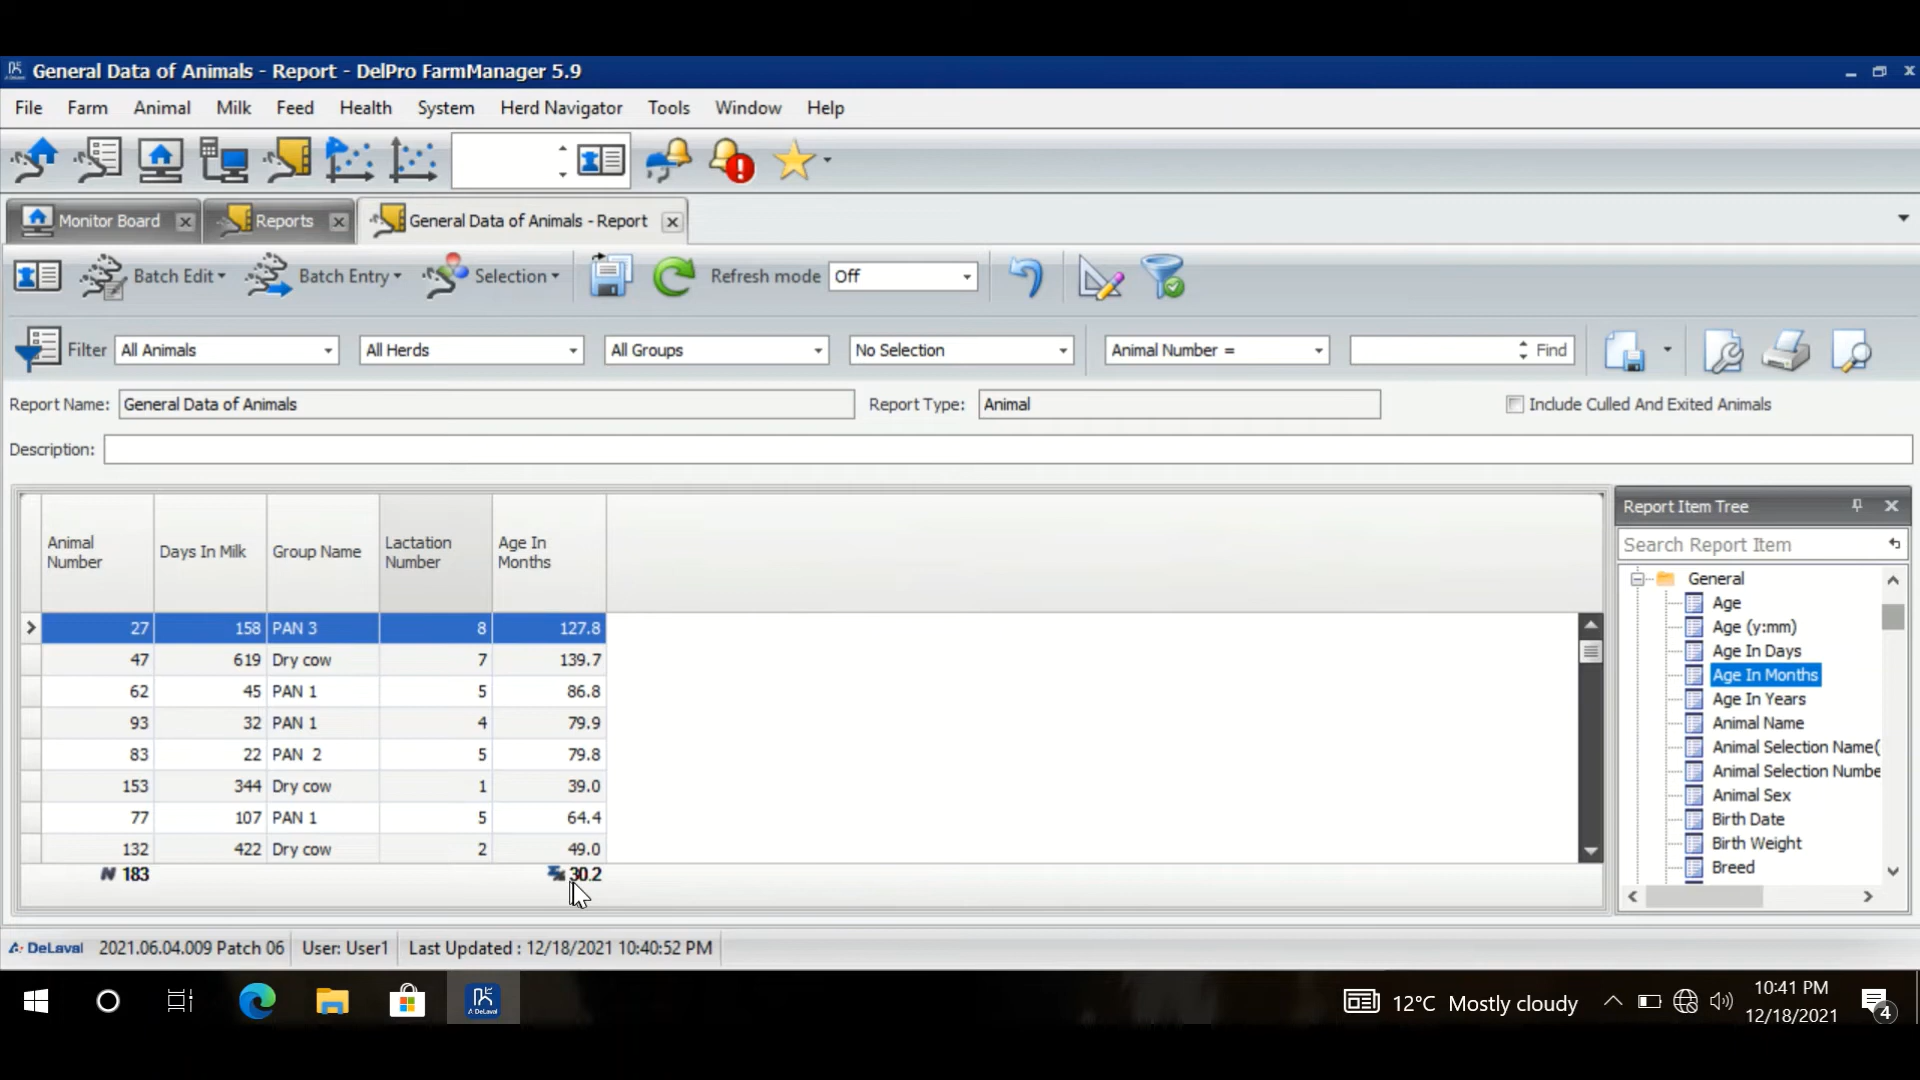 General Data of Animals - Report - DelPro FarmManager 5.9
File Farm Animal Milk Feed Health System Herd Navigator Tools Window Help
Monitor Board Reports General Data of Animals - Report
Batch Edit Batch Entry Selection Refresh mode Off
Filter All Animals All Herds All Groups No Selection Animal Number = Find
Report Name: General Data of Animals Report Type: Animal Include Culled And Exited Animals
Description:
Animal Number Days In Milk Group Name Lactation Number Age In Months
27 158 PAN 3 8 127.8
47 619 Dry cow 7 139.7
62 45 PAN 1 5 86.8
93 32 PAN 1 4 79.9
83 22 PAN 2 5 79.8
153 344 Dry cow 1 39.0
77 107 PAN 1 5 64.4
132 422 Dry cow 2 49.0
N 183 30.2
Report Item Tree
Search Report Item
General
Age
Age (y:mm)
Age In Days
Age In Months
Age In Years
Animal Name
Animal Selection Name(
Animal Selection Numbe
Animal Sex
Birth Date
Birth Weight
Breed
DeLaval 2021.06.04.009 Patch 06 User: User1 Last Updated : 12/18/2021 10:40:52 PM
DeLaval
12°C Mostly cloudy
10:41 PM
12/18/2021
4